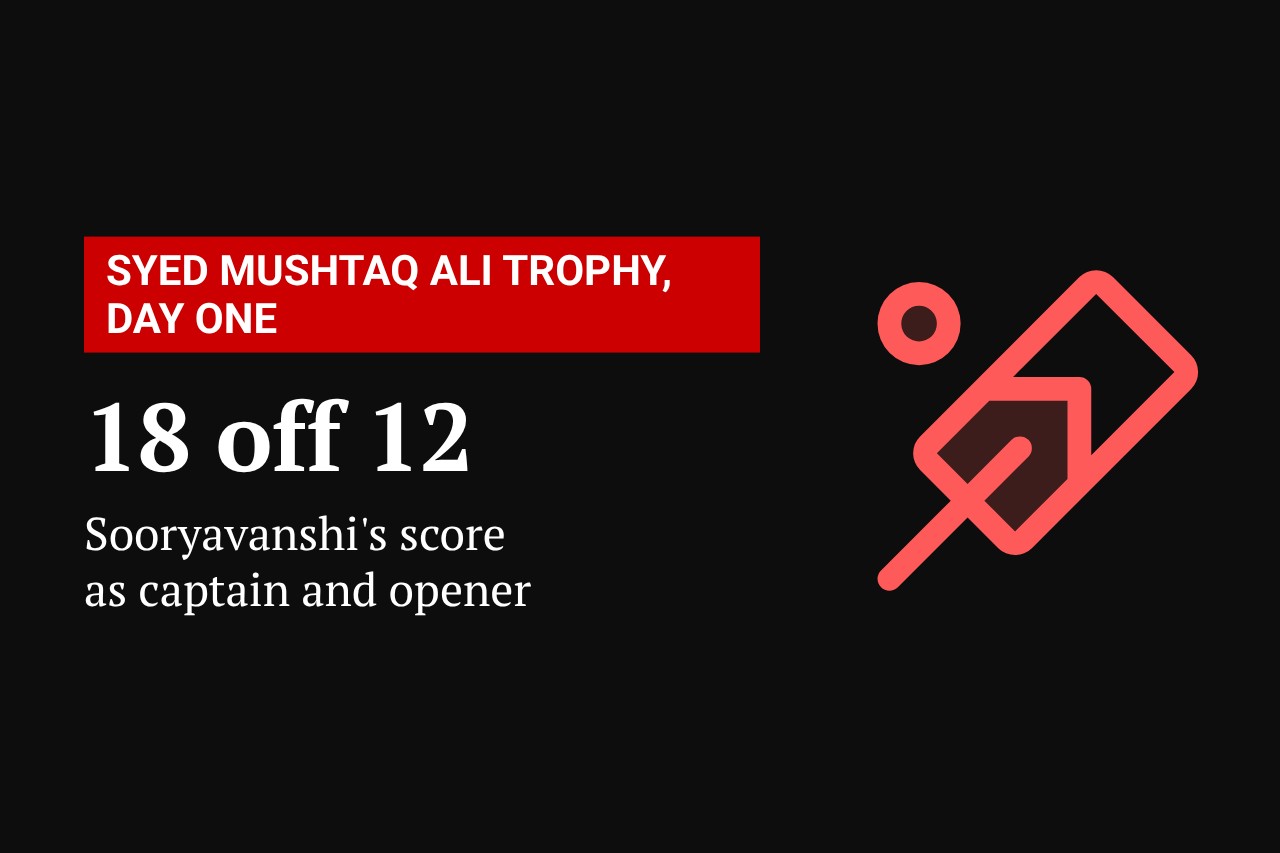 SYED MUSHTAQ ALI TROPHY,
DAY ONE
18 off 12
Sooryavanshi's score
as captain and opener